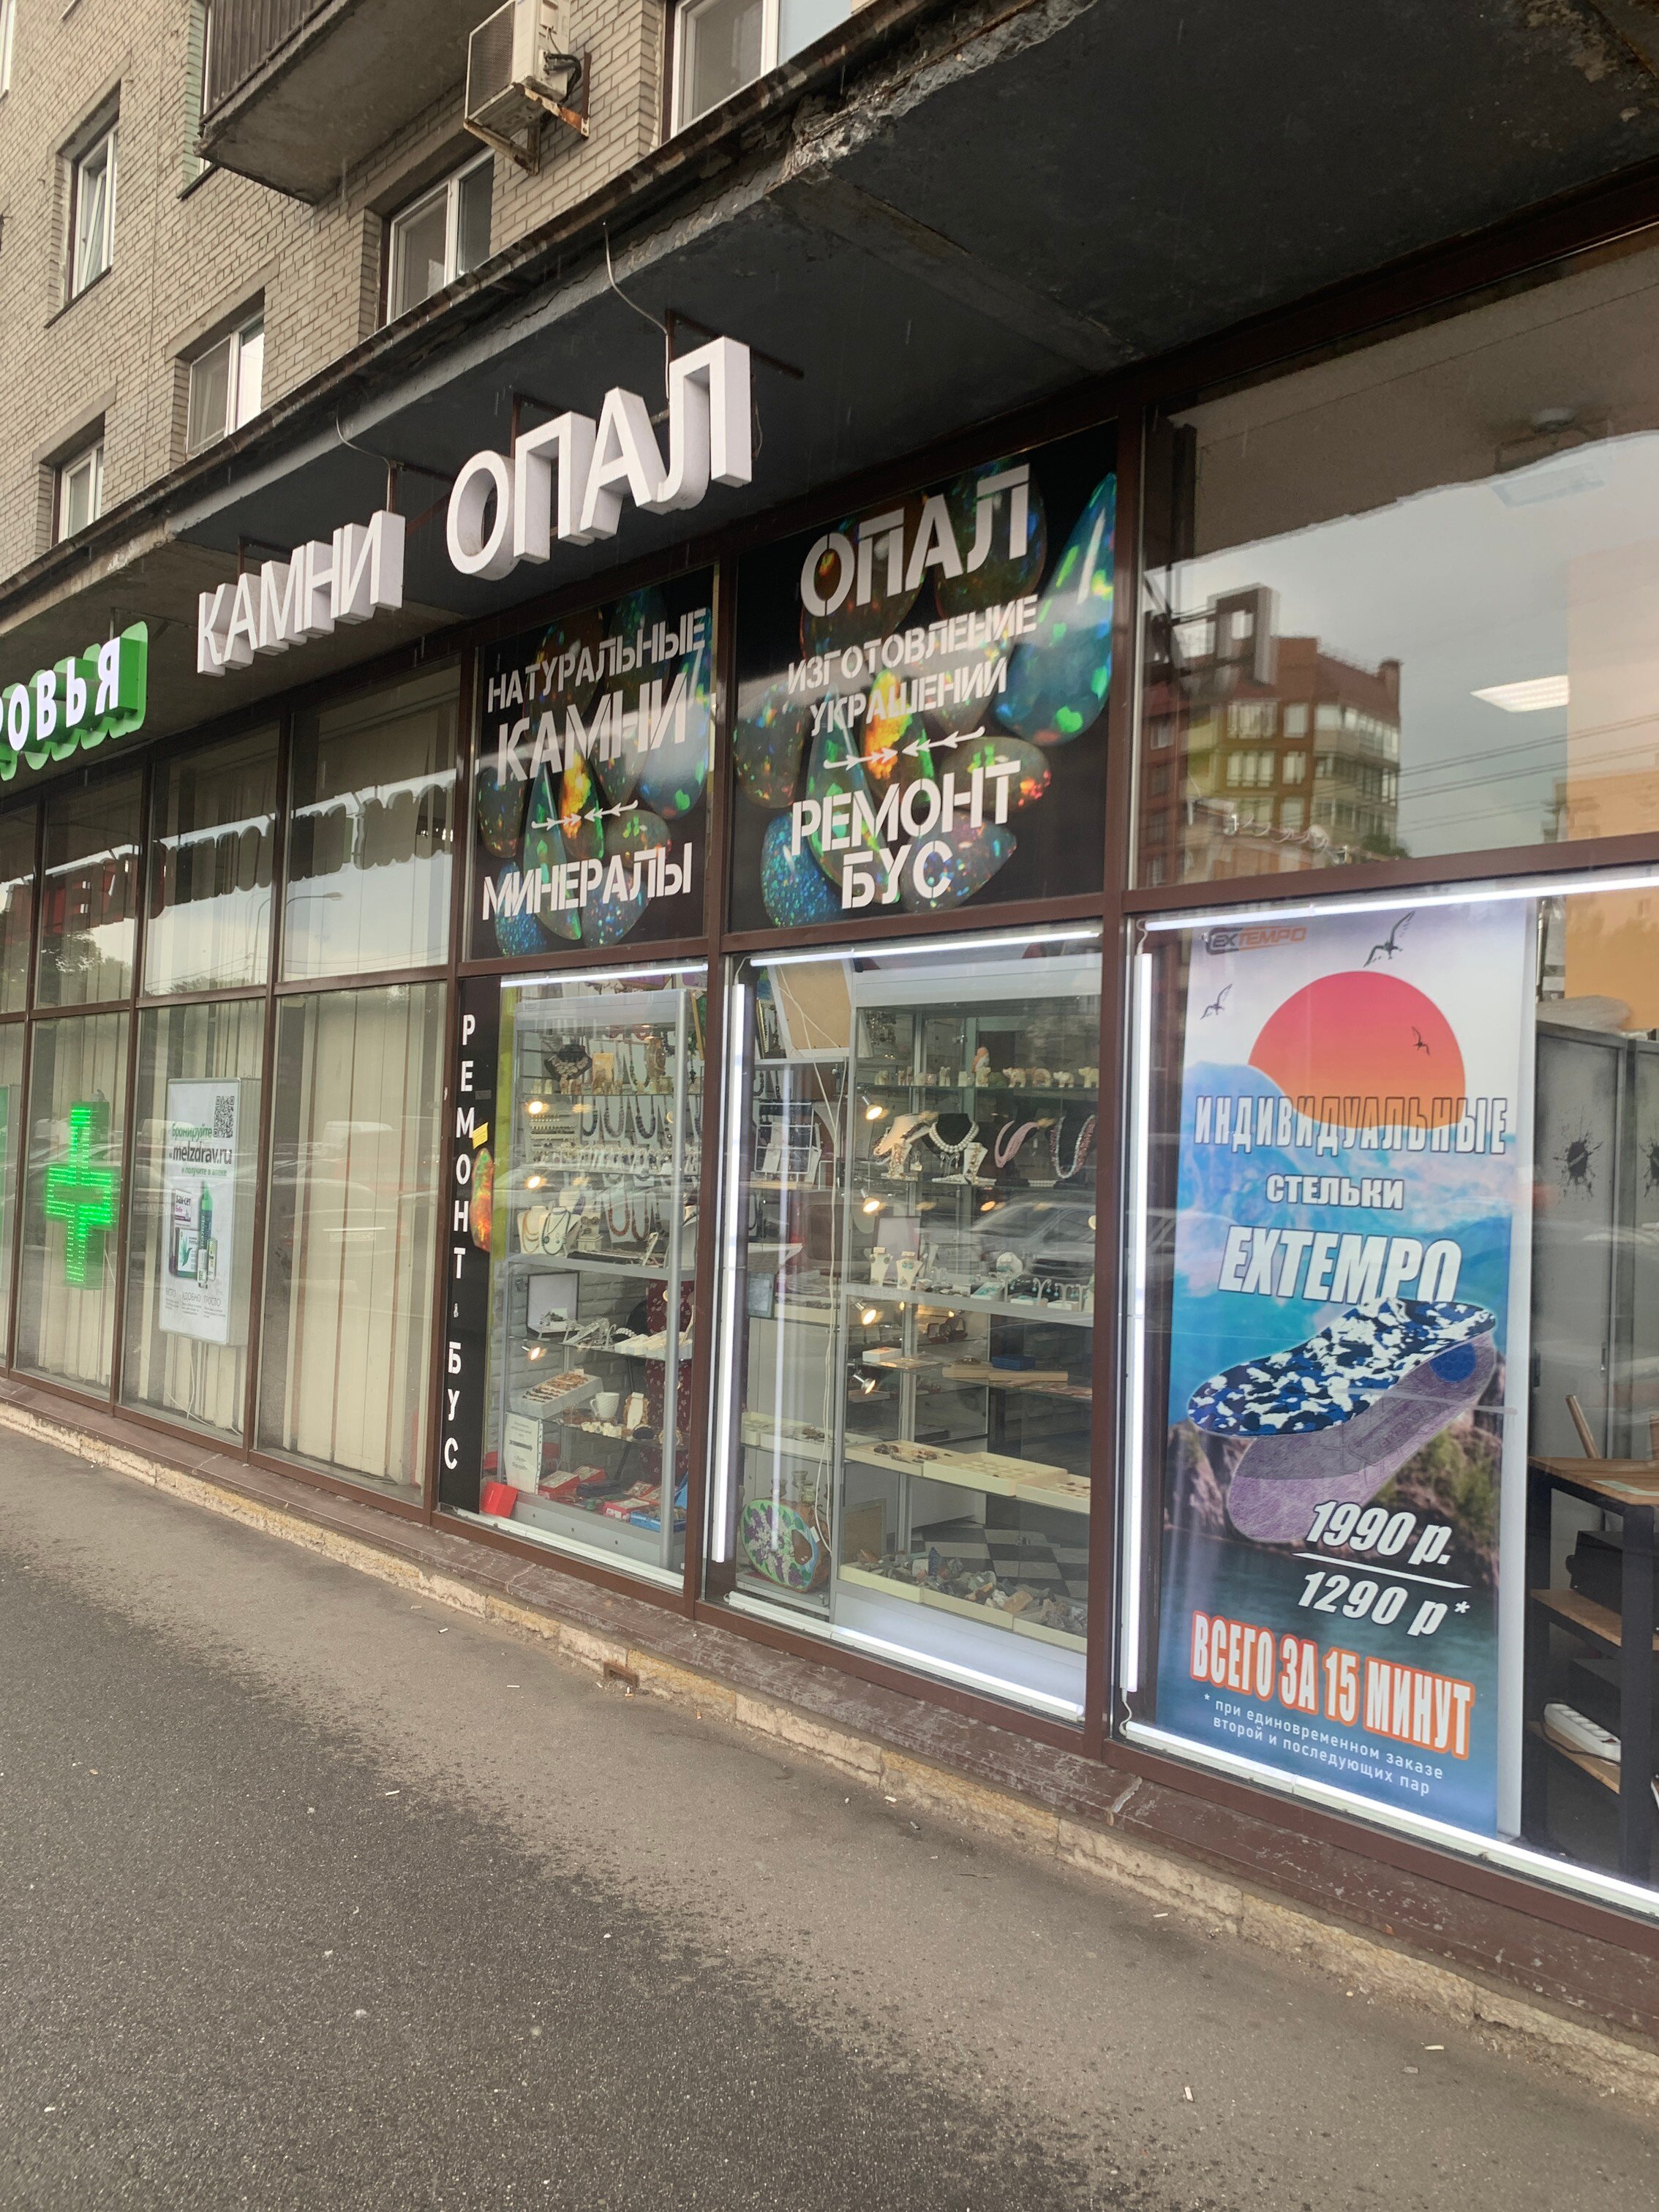 РОВЬЯ
КАМНИ ОПАЛ
НАТУРАЛЬНЫЕ
КАМНИ
МИНЕРАЛЫ
ОПАЛ
ИЗГОТОВЛЕНИЕ
УКРАШЕНИЙ
РЕМОНТ
БУС
бронируйте
melzdrav.ru
РЕМОНТ & БУС
EXTEMPO
ИНДИВИДУАЛЬНЫЕ
СТЕЛЬКИ
EXTEMPO
1990 р.
1290 р*
ВСЕГО ЗА 15 МИНУТ
* при единовременном заказе
второй и последующих пар